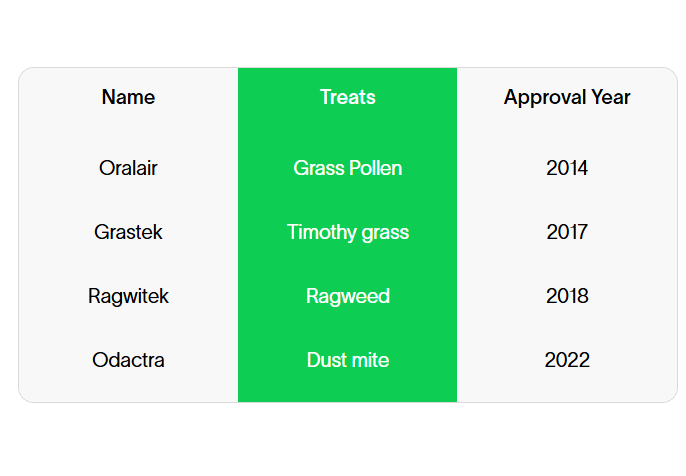 Name Treats Approval Year
Oralair Grass Pollen 2014
Grastek Timothy grass 2017
Ragwitek Ragweed 2018
Odactra Dust mite 2022